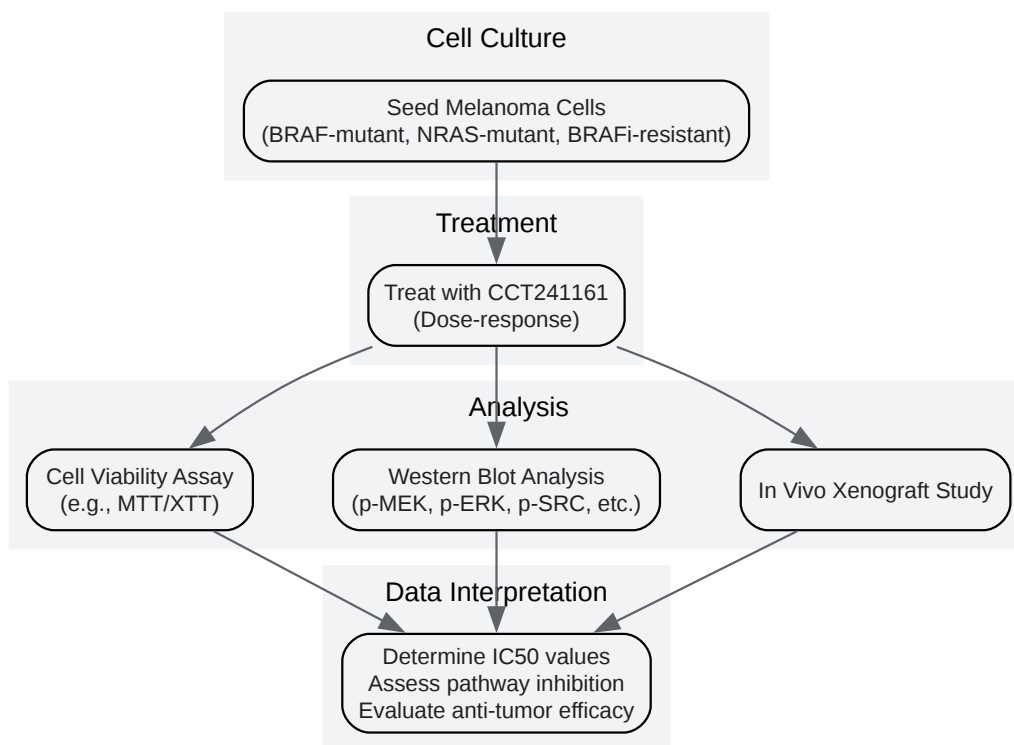 Cell Culture
Seed Melanoma Cells
(BRAF-mutant, NRAS-mutant, BRAFi-resistant)
Treatment
Treat with CCT241161
(Dose-response)
Analysis
Cell Viability Assay
(e.g., MTT/XTT)
Western Blot Analysis
(p-MEK, p-ERK, p-SRC, etc.)
In Vivo Xenograft Study
Data Interpretation
Determine IC50 values
Assess pathway inhibition
Evaluate anti-tumor efficacy